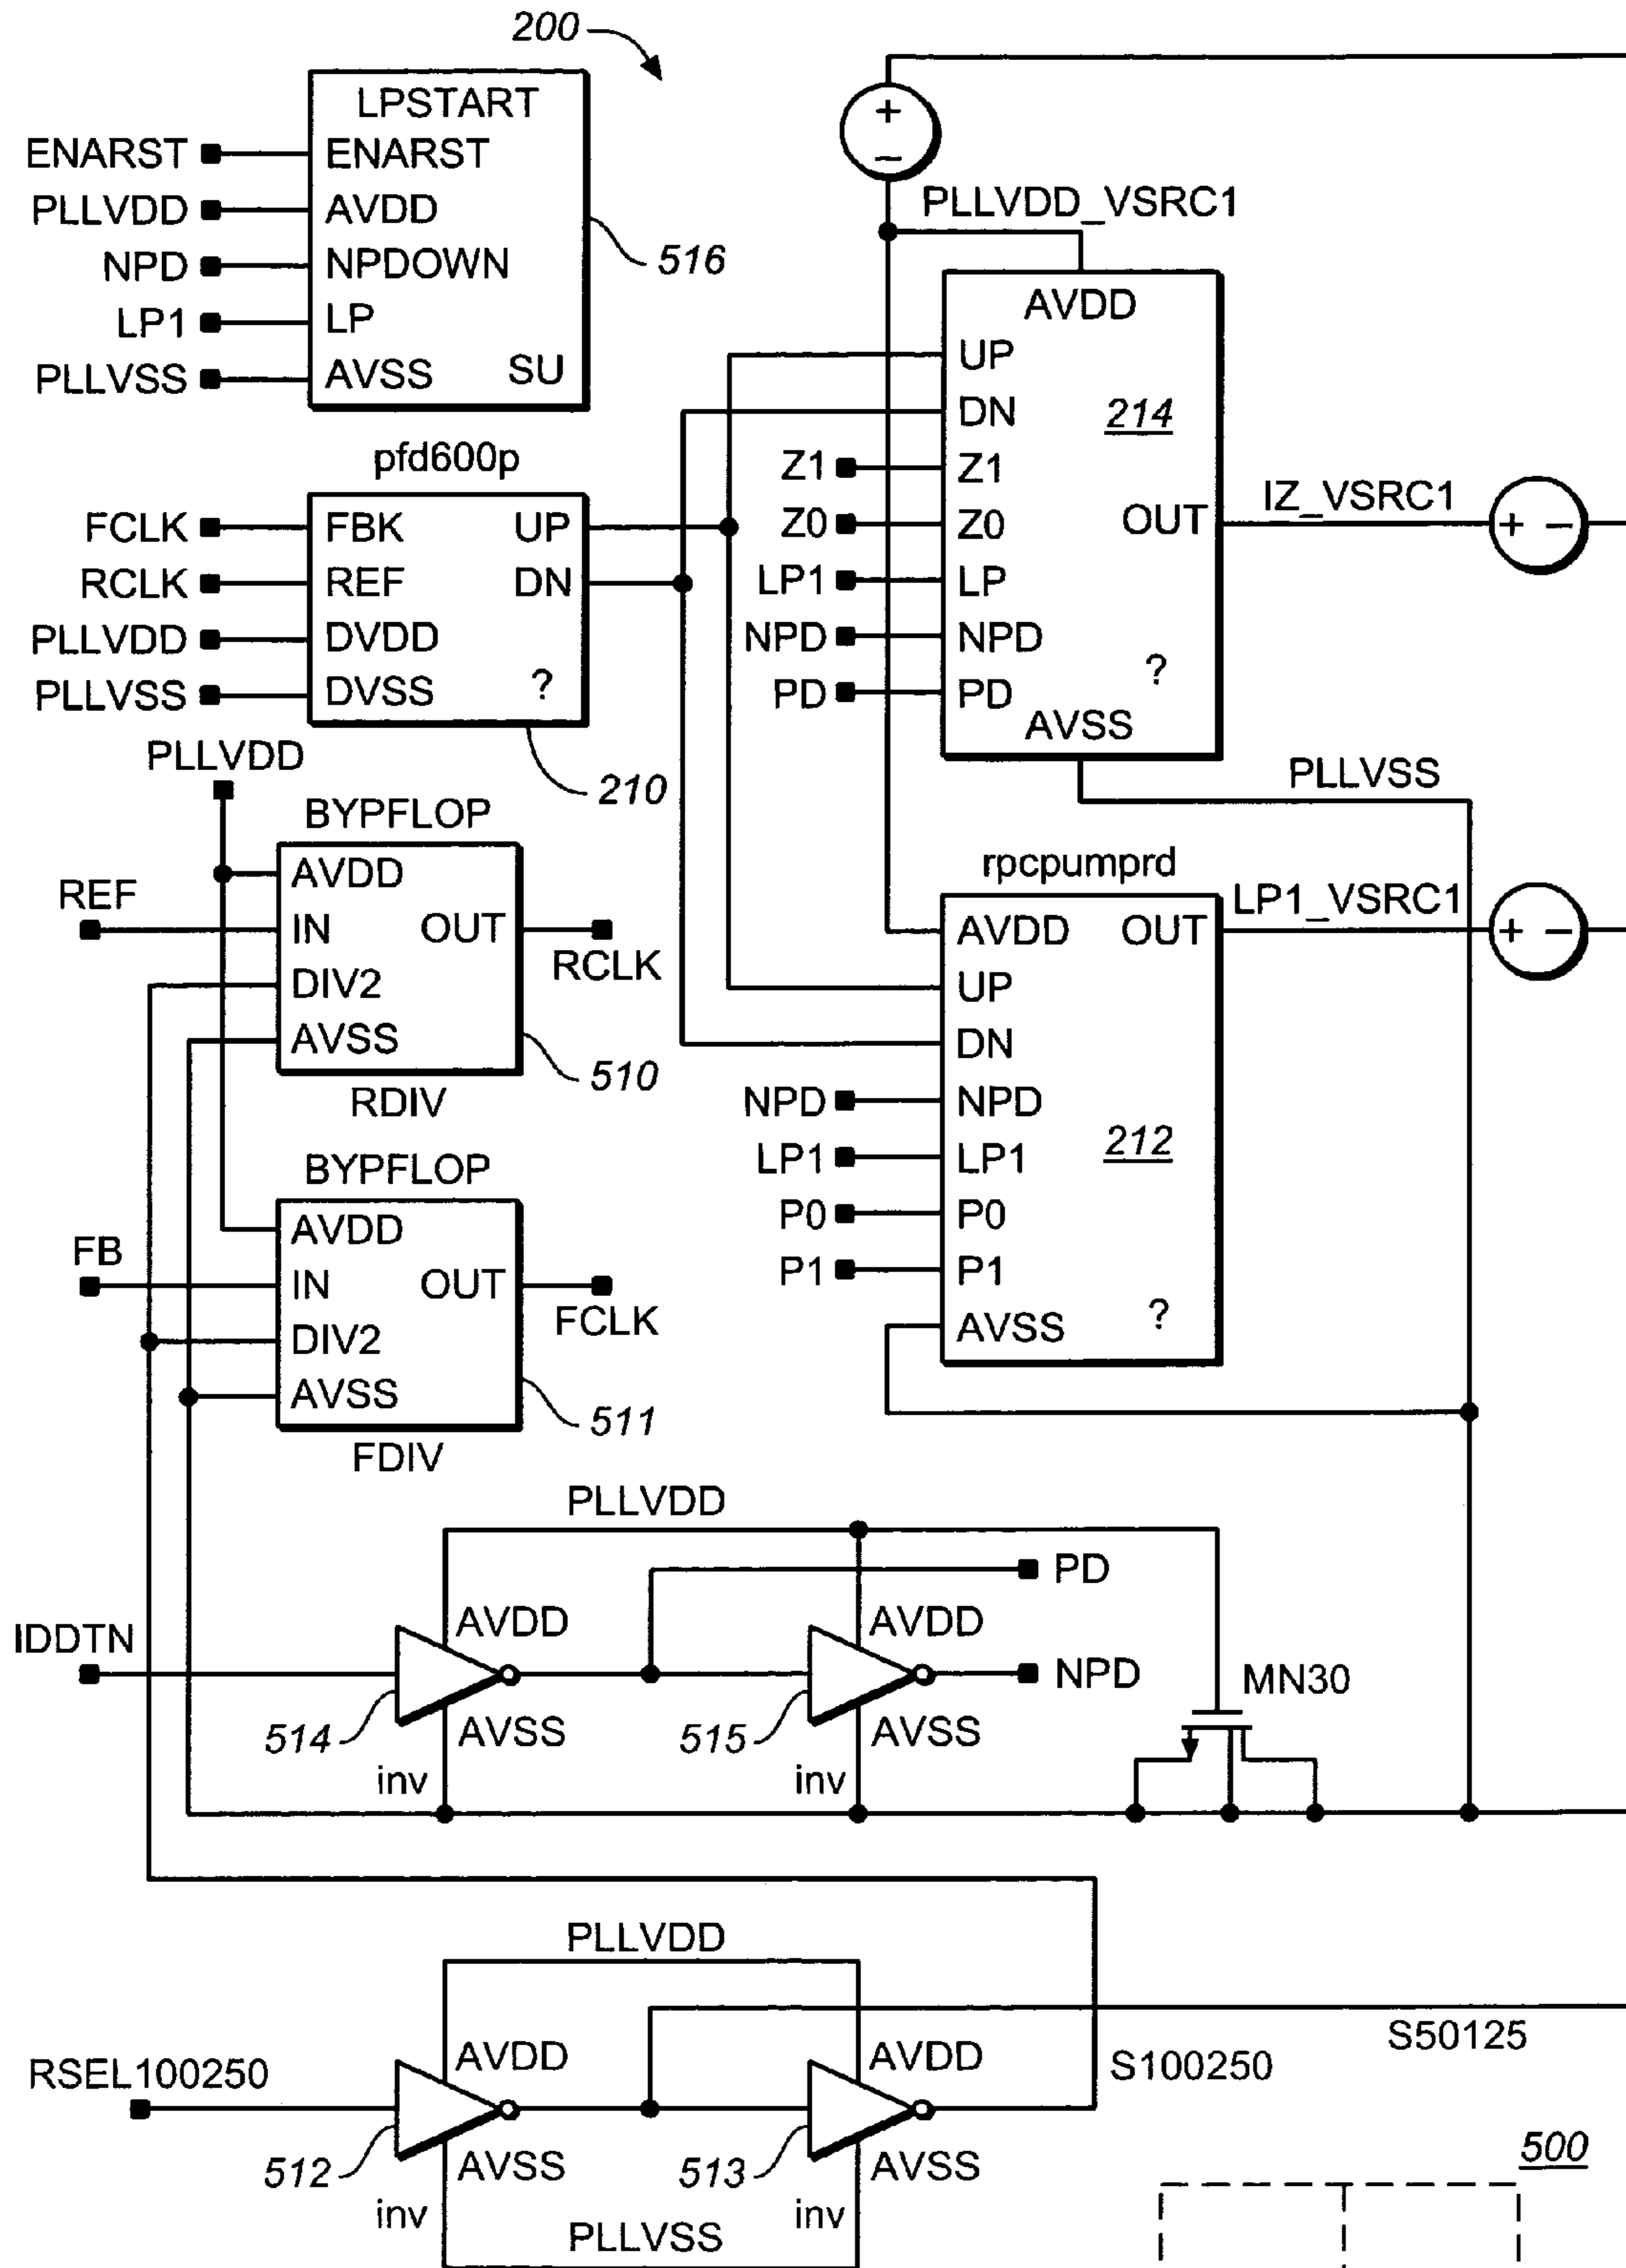 200
LPSTART
ENARST
ENARST
PLLVDD
AVDD
NPD
NPDOWN
LP1
LP
PLLVSS
AVSS
SU
516
pfd600p
FCLK
FBK
UP
RCLK
REF
DN
PLLVDD
DVDD
PLLVSS
DVSS
?
210
+
−
PLLVDD_VSRC1
AVDD
UP
DN
214
Z1
Z1
Z0
Z0
OUT
IZ_VSRC1
+ −
LP1
LP
NPD
NPD
PD
PD
?
AVSS
PLLVSS
PLLVDD
BYPFLOP
AVDD
REF
IN
OUT
RCLK
DIV2
AVSS
510
RDIV
BYPFLOP
AVDD
FB
IN
OUT
FCLK
DIV2
AVSS
511
FDIV
rpcpumprd
AVDD
OUT
LP1_VSRC1
+ −
UP
DN
NPD
NPD
212
LP1
LP1
P0
P0
P1
P1
AVSS
?
PLLVDD
PD
IDDTN
AVDD
AVDD
NPD
MN30
514
AVSS
515
AVSS
inv
inv
PLLVDD
S50125
RSEL100250
AVDD
AVDD
S100250
512
AVSS
513
AVSS
inv
PLLVSS
inv
500